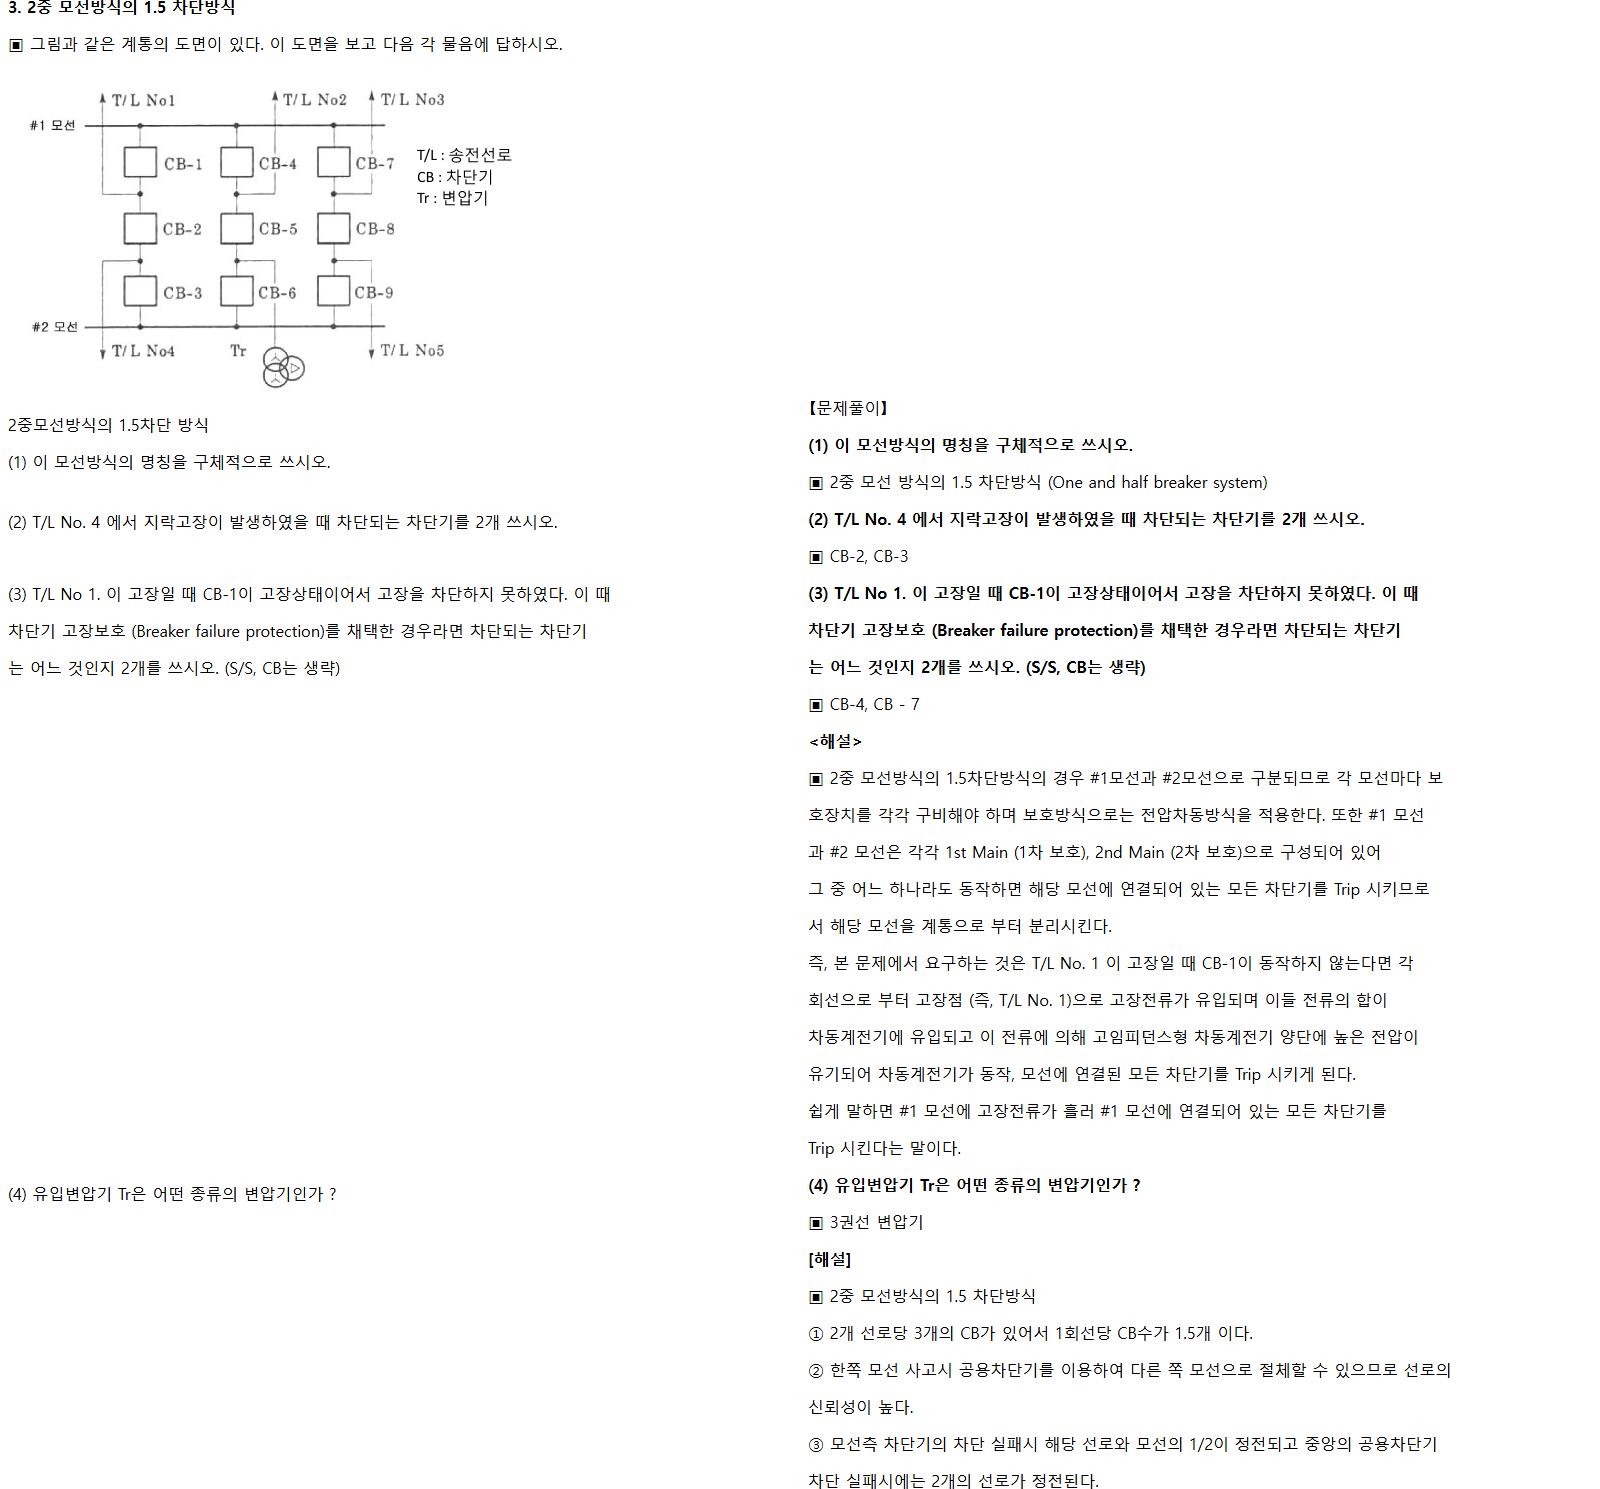 3. 2중 모선방식의 1.5 차단방식
▣ 그림과 같은 계통의 도면이 있다. 이 도면을 보고 다음 각 물음에 답하시오.
T/L No1
T/L No2
T/L No3
#1 모선
CB-1
CB-4
CB-7
T/L : 송전선로
CB : 차단기
Tr : 변압기
CB-2
CB-5
CB-8
CB-3
CB-6
CB-9
#2 모선
T/L No4
Tr
T/L No5
2중모선방식의 1.5차단 방식
(1) 이 모선방식의 명칭을 구체적으로 쓰시오.
(2) T/L No. 4 에서 지락고장이 발생하였을 때 차단되는 차단기를 2개 쓰시오.
(3) T/L No 1. 이 고장일 때 CB-1이 고장상태이어서 고장을 차단하지 못하였다. 이 때
차단기 고장보호 (Breaker failure protection)를 채택한 경우라면 차단되는 차단기
는 어느 것인지 2개를 쓰시오. (S/S, CB는 생략)
(4) 유입변압기 Tr은 어떤 종류의 변압기인가 ?
【문제풀이】
(1) 이 모선방식의 명칭을 구체적으로 쓰시오.
▣ 2중 모선 방식의 1.5 차단방식 (One and half breaker system)
(2) T/L No. 4 에서 지락고장이 발생하였을 때 차단되는 차단기를 2개 쓰시오.
▣ CB-2, CB-3
(3) T/L No 1. 이 고장일 때 CB-1이 고장상태이어서 고장을 차단하지 못하였다. 이 때
차단기 고장보호 (Breaker failure protection)를 채택한 경우라면 차단되는 차단기
는 어느 것인지 2개를 쓰시오. (S/S, CB는 생략)
▣ CB-4, CB - 7
<해설>
▣ 2중 모선방식의 1.5차단방식의 경우 #1모선과 #2모선으로 구분되므로 각 모선마다 보
호장치를 각각 구비해야 하며 보호방식으로는 전압차동방식을 적용한다. 또한 #1 모선
과 #2 모선은 각각 1st Main (1차 보호), 2nd Main (2차 보호)으로 구성되어 있어
그 중 어느 하나라도 동작하면 해당 모선에 연결되어 있는 모든 차단기를 Trip 시키므로
서 해당 모선을 계통으로 부터 분리시킨다.
즉, 본 문제에서 요구하는 것은 T/L No. 1 이 고장일 때 CB-1이 동작하지 않는다면 각
회선으로 부터 고장점 (즉, T/L No. 1)으로 고장전류가 유입되며 이들 전류의 합이
차동계전기에 유입되고 이 전류에 의해 고임피던스형 차동계전기 양단에 높은 전압이
유기되어 차동계전기가 동작, 모선에 연결된 모든 차단기를 Trip 시키게 된다.
쉽게 말하면 #1 모선에 고장전류가 흘러 #1 모선에 연결되어 있는 모든 차단기를
Trip 시킨다는 말이다.
(4) 유입변압기 Tr은 어떤 종류의 변압기인가 ?
▣ 3권선 변압기
[해설]
▣ 2중 모선방식의 1.5 차단방식
① 2개 선로당 3개의 CB가 있어서 1회선당 CB수가 1.5개 이다.
② 한쪽 모선 사고시 공용차단기를 이용하여 다른 쪽 모선으로 절체할 수 있으므로 선로의
신뢰성이 높다.
③ 모선측 차단기의 차단 실패시 해당 선로와 모선의 1/2이 정전되고 중앙의 공용차단기
차단 실패시에는 2개의 선로가 정전된다.